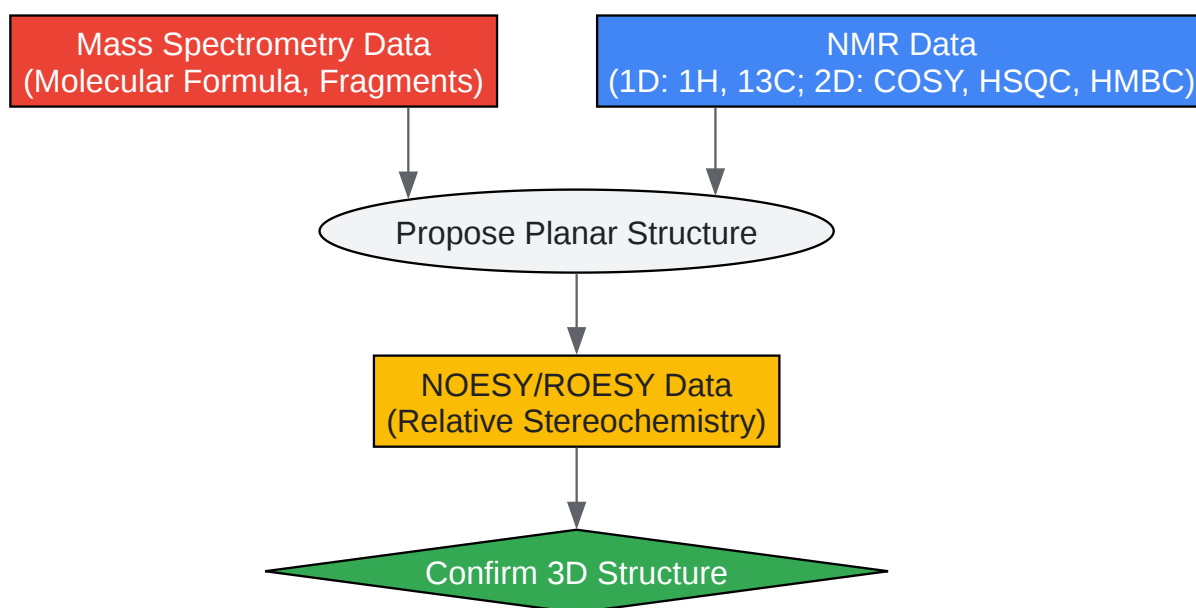 Mass Spectrometry Data
(Molecular Formula, Fragments)
NMR Data
(1D: 1H, 13C; 2D: COSY, HSQC, HMBC)
Propose Planar Structure
NOESY/ROESY Data
(Relative Stereochemistry)
Confirm 3D Structure